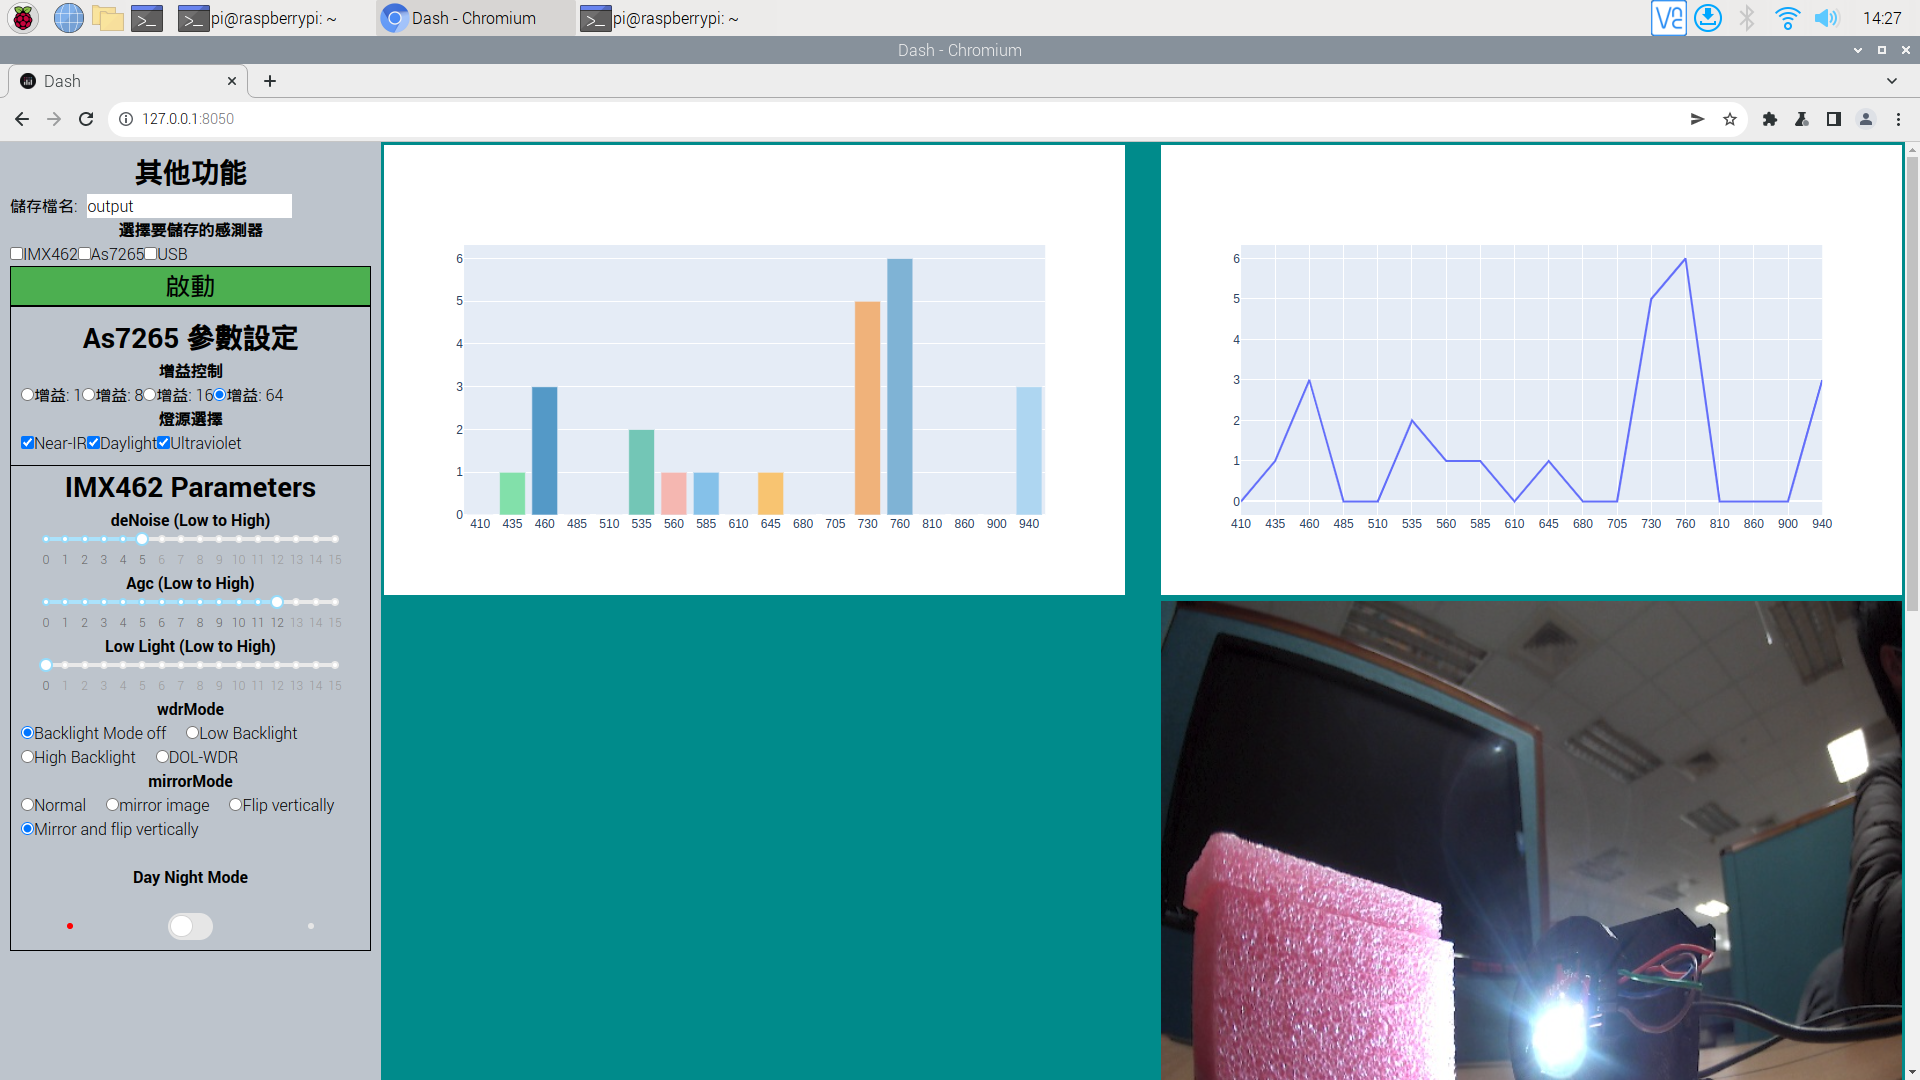 pi@raspberrypi: ~
Dash - Chromium
pi@raspberrypi: ~
14:27
Dash - Chromium
Dash
127.0.0.1:8050
其他功能
儲存檔名: output
選擇要儲存的感測器
IMX462 As7265 USB
啟動
As7265 參數設定
增益控制
增益: 1 增益: 8 增益: 16 增益: 64
燈源選擇
Near-IR Daylight Ultraviolet
IMX462 Parameters
deNoise (Low to High)
0 1 2 3 4 5 6 7 8 9 10 11 12 13 14 15
Agc (Low to High)
0 1 2 3 4 5 6 7 8 9 10 11 12 13 14 15
Low Light (Low to High)
0 1 2 3 4 5 6 7 8 9 10 11 12 13 14 15
wdrMode
Backlight Mode off Low Backlight
High Backlight DOL-WDR
mirrorMode
Normal mirror image Flip vertically
Mirror and flip vertically
Day Night Mode
6
5
4
3
2
1
0
410 435 460 485 510 535 560 585 610 645 680 705 730 760 810 860 900 940
6
5
4
3
2
1
0
410 435 460 485 510 535 560 585 610 645 680 705 730 760 810 860 900 940